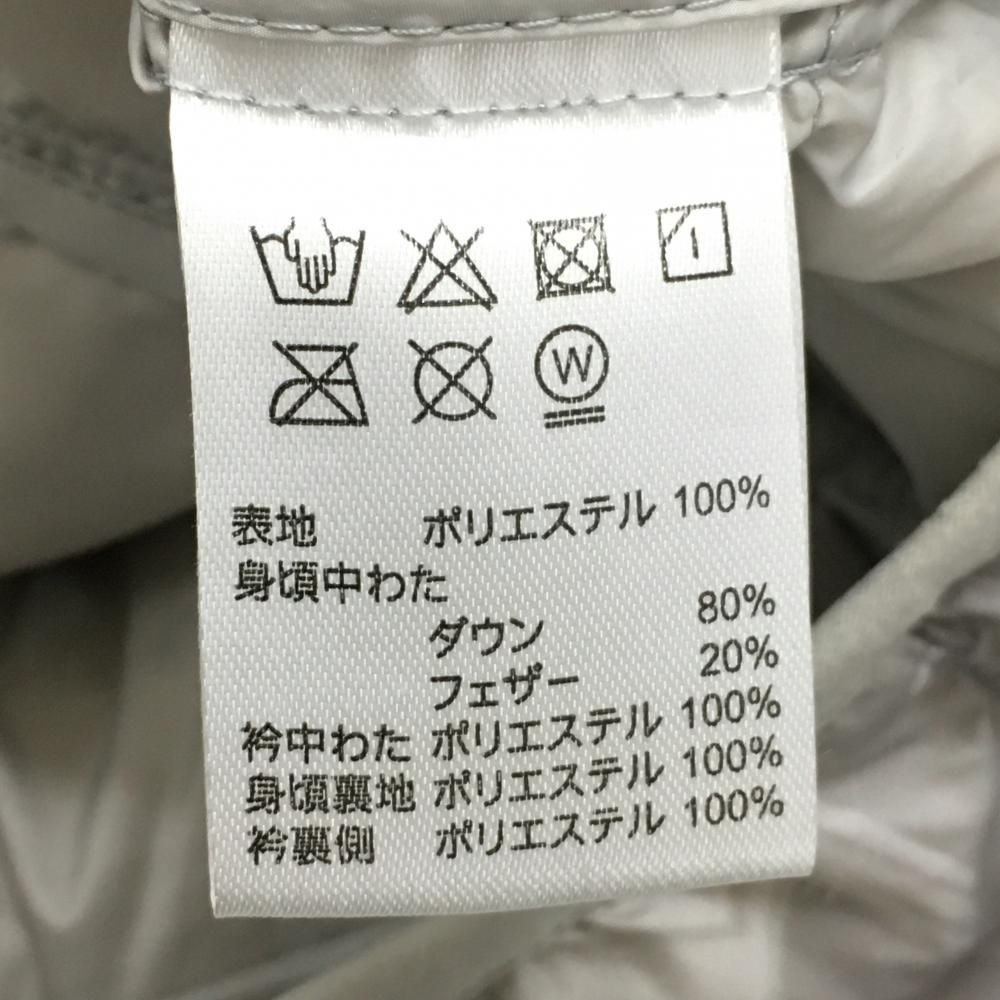 W
表地 ポリエステル 100%
身頃中わた
ダウン 80%
フェザー 20%
衿中わた ポリエステル 100%
身頃裏地 ポリエステル 100%
衿裏側 ポリエステル 100%